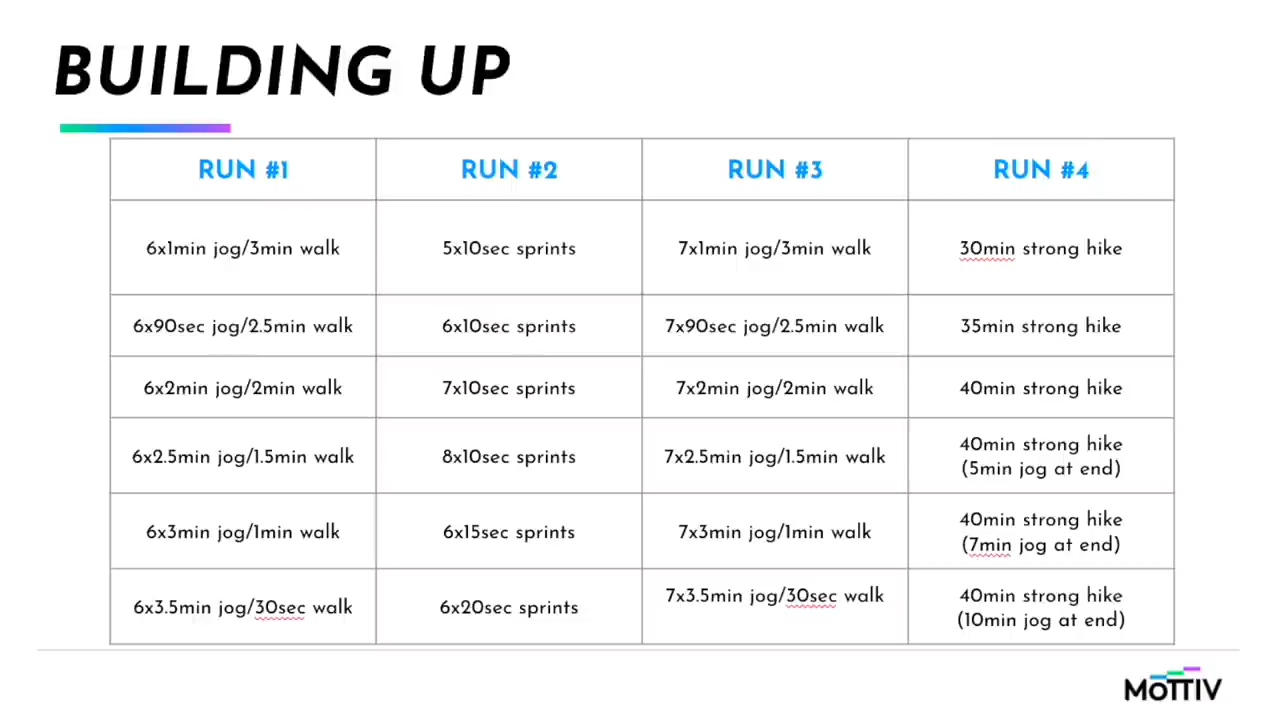 BUILDING UP
RUN #1 RUN #2 RUN #3 RUN #4
6x1min jog/3min walk 5x10sec sprints 7x1min jog/3min walk 30min strong hike
6x90sec jog/2.5min walk 6x10sec sprints 7x90sec jog/2.5min walk 35min strong hike
6x2min jog/2min walk 7x10sec sprints 7x2min jog/2min walk 40min strong hike
6x2.5min jog/1.5min walk 8x10sec sprints 7x2.5min jog/1.5min walk 40min strong hike
(5min jog at end)
6x3min jog/1min walk 6x15sec sprints 7x3min jog/1min walk 40min strong hike
(7min jog at end)
6x3.5min jog/30sec walk 6x20sec sprints 7x3.5min jog/30sec walk 40min strong hike
(10min jog at end)
MōTTIV